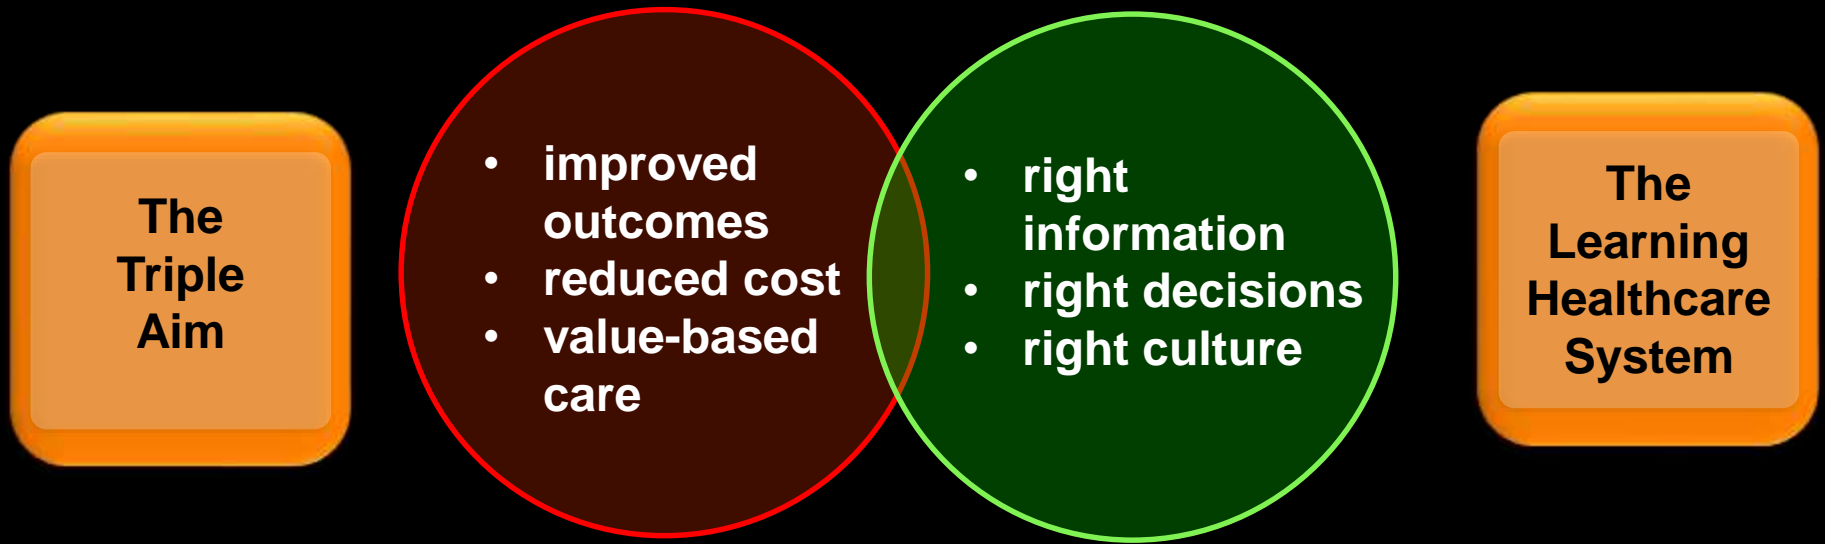 The
Triple
Aim
• improved
outcomes
• reduced cost
• value-based
care
• right
information
• right decisions
• right culture
The
Learning
Healthcare
System